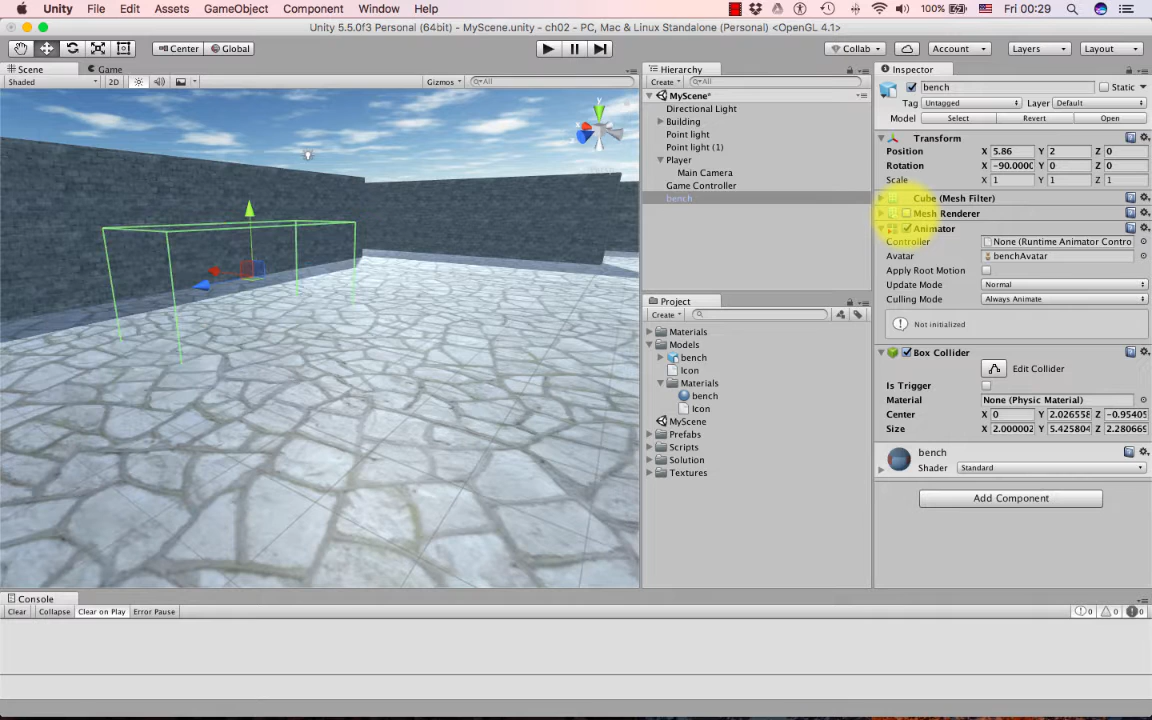 Unity File Edit Assets GameObject Component Window Help 100% Fri 00:29
Unity 5.5.0f3 Personal (64bit) - MyScene.unity - ch02 - PC, Mac & Linux Standalone (Personal) <OpenGL 4.1>
Center Global Collab Account Layers Layout
Scene Game
Shaded 2D Gizmos All
y
Hierarchy
Create All
MyScene*
Directional Light
Building
Point light
Point light (1)
Player
Main Camera
Game Controller
bench
Project
Create
Materials
Models
bench
Icon
Materials
bench
Icon
MyScene
Prefabs
Scripts
Solution
Textures
Inspector
bench Static
Tag Untagged Layer Default
Model Select Revert Open
Transform
Position X 5.86 Y 2 Z 0
Rotation X -90.0000 Y 0 Z 0
Scale X 1 Y 1 Z 1
Cube (Mesh Filter)
Mesh Renderer
Animator
Controller None (Runtime Animator Contro
Avatar benchAvatar
Apply Root Motion
Update Mode Normal
Culling Mode Always Animate
Not initialized
Box Collider
Edit Collider
Is Trigger
Material None (Physic Material)
Center X 0 Y 2.026558 Z -0.95405
Size X 2.000002 Y 5.425804 Z 2.280669
bench
Shader Standard
Add Component
Console
Clear Collapse Clear on Play Error Pause 0 0 0